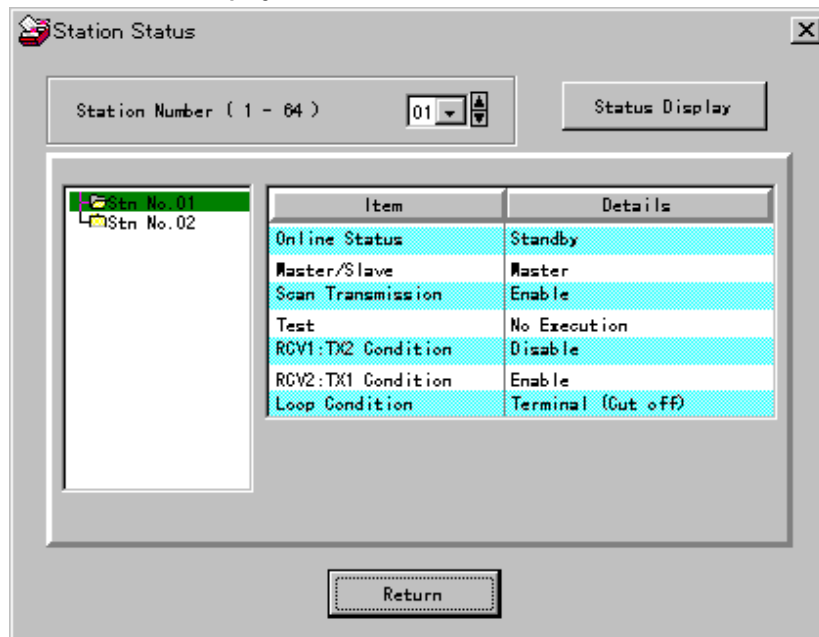 Station Status
Station Number ( 1 - 64 ) 01 Status Display
Stn No.01
Stn No.02
Item Details
Online Status Standby
Master/Slave Master
Scan Transmission Enable
Test No Execution
RCV1:TX2 Condition Disable
RCV2:TX1 Condition Enable
Loop Condition Terminal (Cut off)
Return